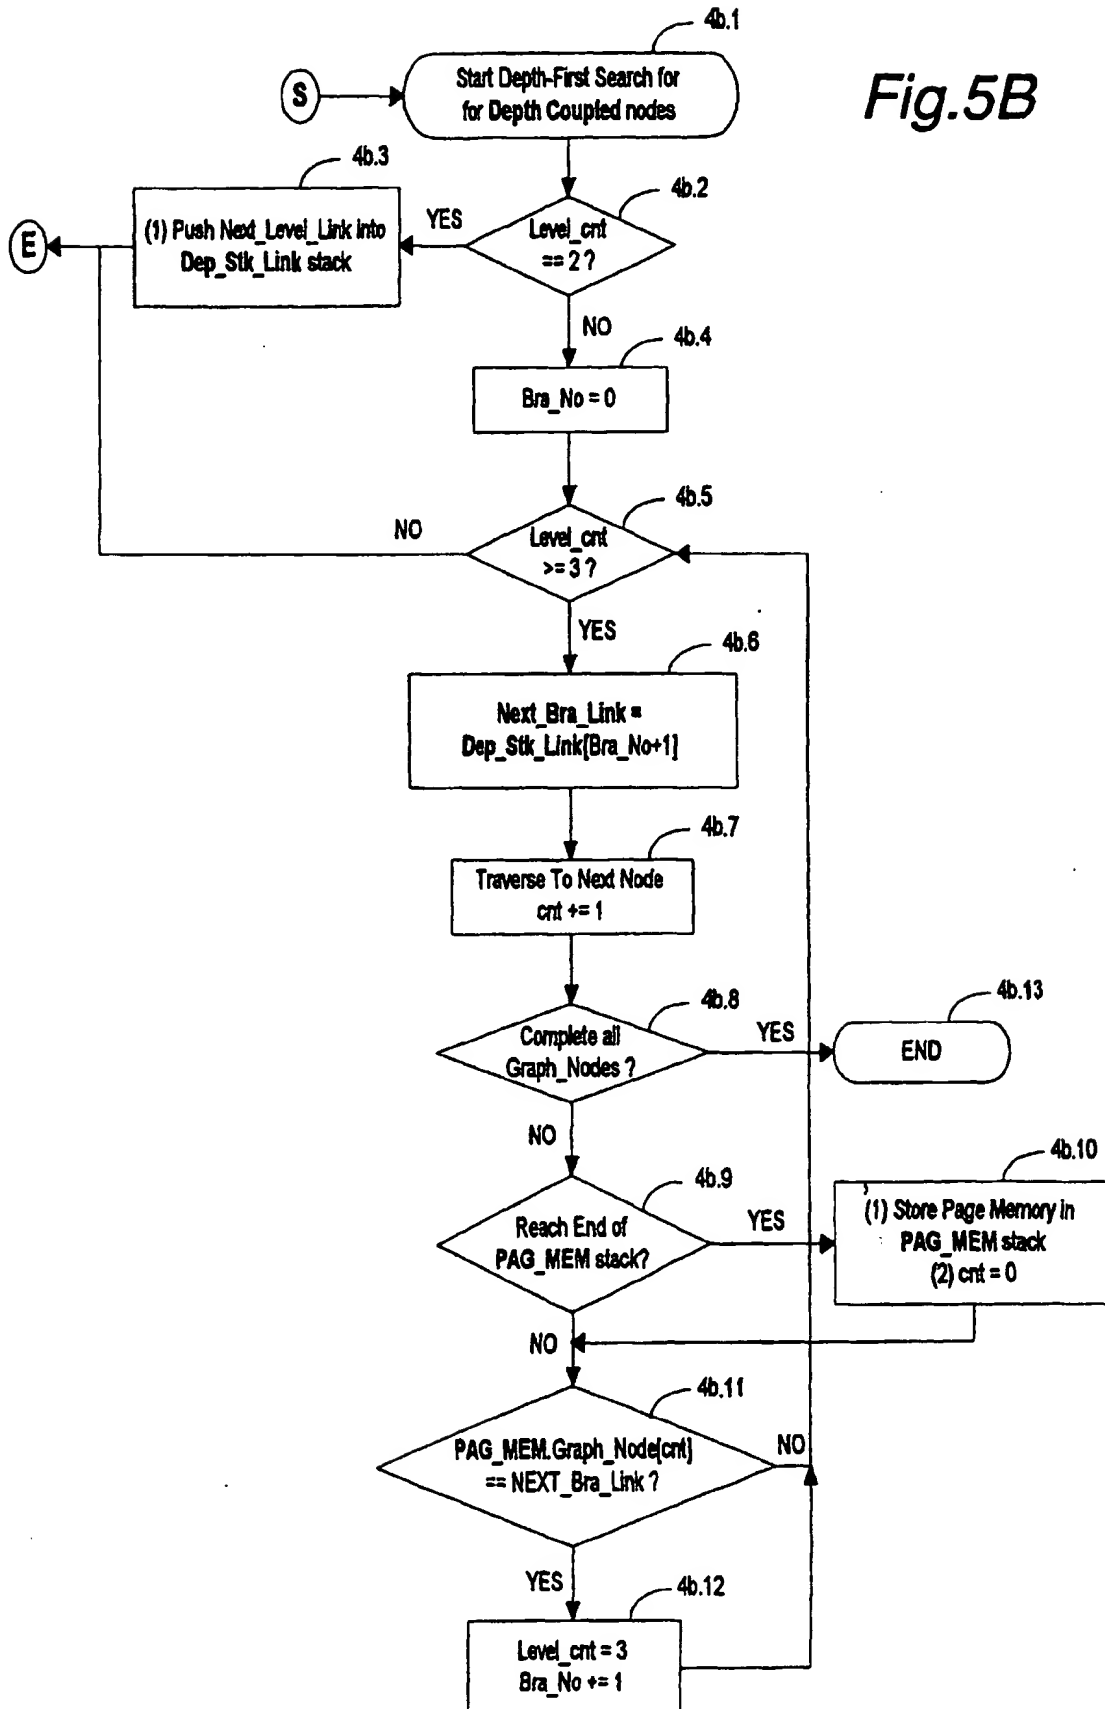 4b.1
Start Depth-First Search for
for Depth Coupled nodes
S
Fig.5B
4b.3
4b.2
(1) Push Next_Level_Link into
Dep_Stk_Link stack
YES
Level_cnt
== 2 ?
E
NO
4b.4
Bra_No = 0
4b.5
NO
Level_cnt
>= 3 ?
YES
4b.6
Next_Bra_Link =
Dep_Stk_Link[Bra_No+1]
4b.7
Traverse To Next Node
cnt += 1
4b.8
4b.13
Complete all
Graph_Nodes ?
YES
END
NO
4b.9
4b.10
Reach End of
PAG_MEM stack?
YES
(1) Store Page Memory in
PAG_MEM stack
(2) cnt = 0
NO
4b.11
PAG_MEM.Graph_Node[cnt]
== NEXT_Bra_Link ?
NO
YES
4b.12
Level_cnt = 3
Bra_No += 1